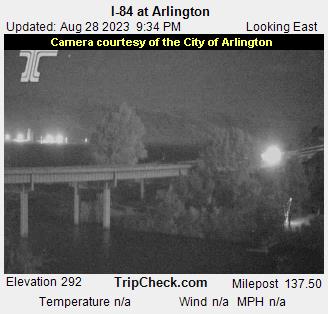 I-84 at Arlington
Updated: Aug 28 2023 9:34 PM Looking East
Camera courtesy of the City of Arlington
Elevation 292 TripCheck.com Milepost 137.50
Temperature n/a Wind n/a MPH n/a